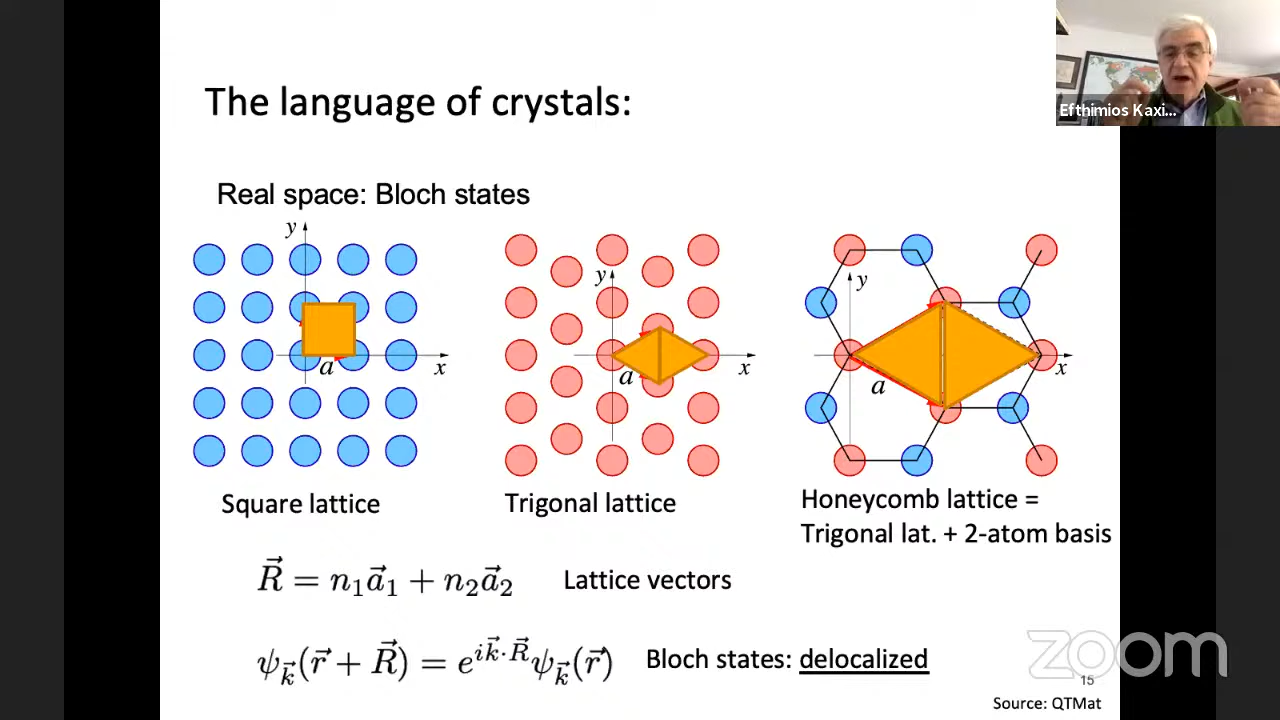 The language of crystals:
Efthimios Kaxi...
Real space: Bloch states
y
x
a
y
x
a
y
x
a
Square lattice
Trigonal lattice
Honeycomb lattice =
Trigonal lat. + 2-atom basis
R⃗ = n₁a⃗₁ + n₂a⃗₂ Lattice vectors
ψ_k⃗(r⃗ + R⃗) = e^{ik⃗·R⃗}ψ_k⃗(r⃗) Bloch states: delocalized
zoom
15
Source: QTMat